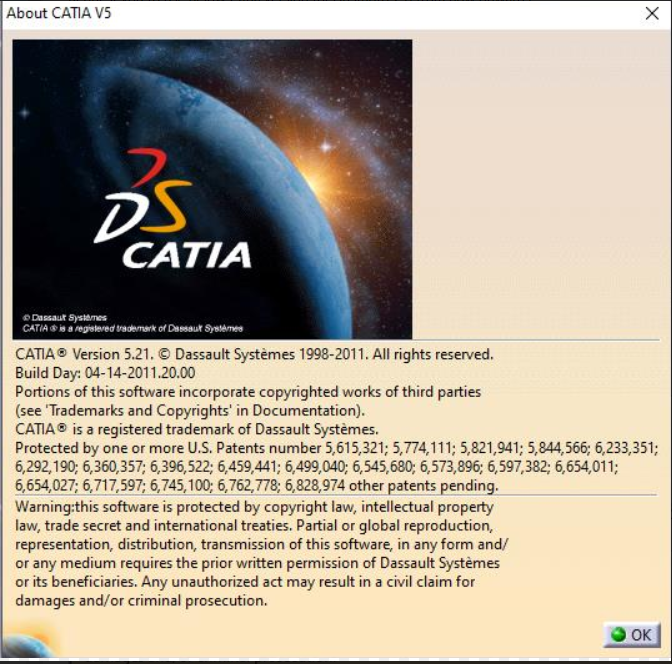 About CATIA V5
DS
CATIA
© Dassault Systèmes
CATIA ® is a registered trademark of Dassault Systèmes
CATIA® Version 5.21. © Dassault Systèmes 1998-2011. All rights reserved.
Build Day: 04-14-2011.20.00
Portions of this software incorporate copyrighted works of third parties
(see 'Trademarks and Copyrights' in Documentation).
CATIA® is a registered trademark of Dassault Systèmes.
Protected by one or more U.S. Patents number 5,615,321; 5,774,111; 5,821,941; 5,844,566; 6,233,351;
6,292,190; 6,360,357; 6,396,522; 6,459,441; 6,499,040; 6,545,680; 6,573,896; 6,597,382; 6,654,011;
6,654,027; 6,717,597; 6,745,100; 6,762,778; 6,828,974 other patents pending.
Warning:this software is protected by copyright law, intellectual property
law, trade secret and international treaties. Partial or global reproduction,
representation, distribution, transmission of this software, in any form and/
or any medium requires the prior written permission of Dassault Systèmes
or its beneficiaries. Any unauthorized act may result in a civil claim for
damages and/or criminal prosecution.
OK